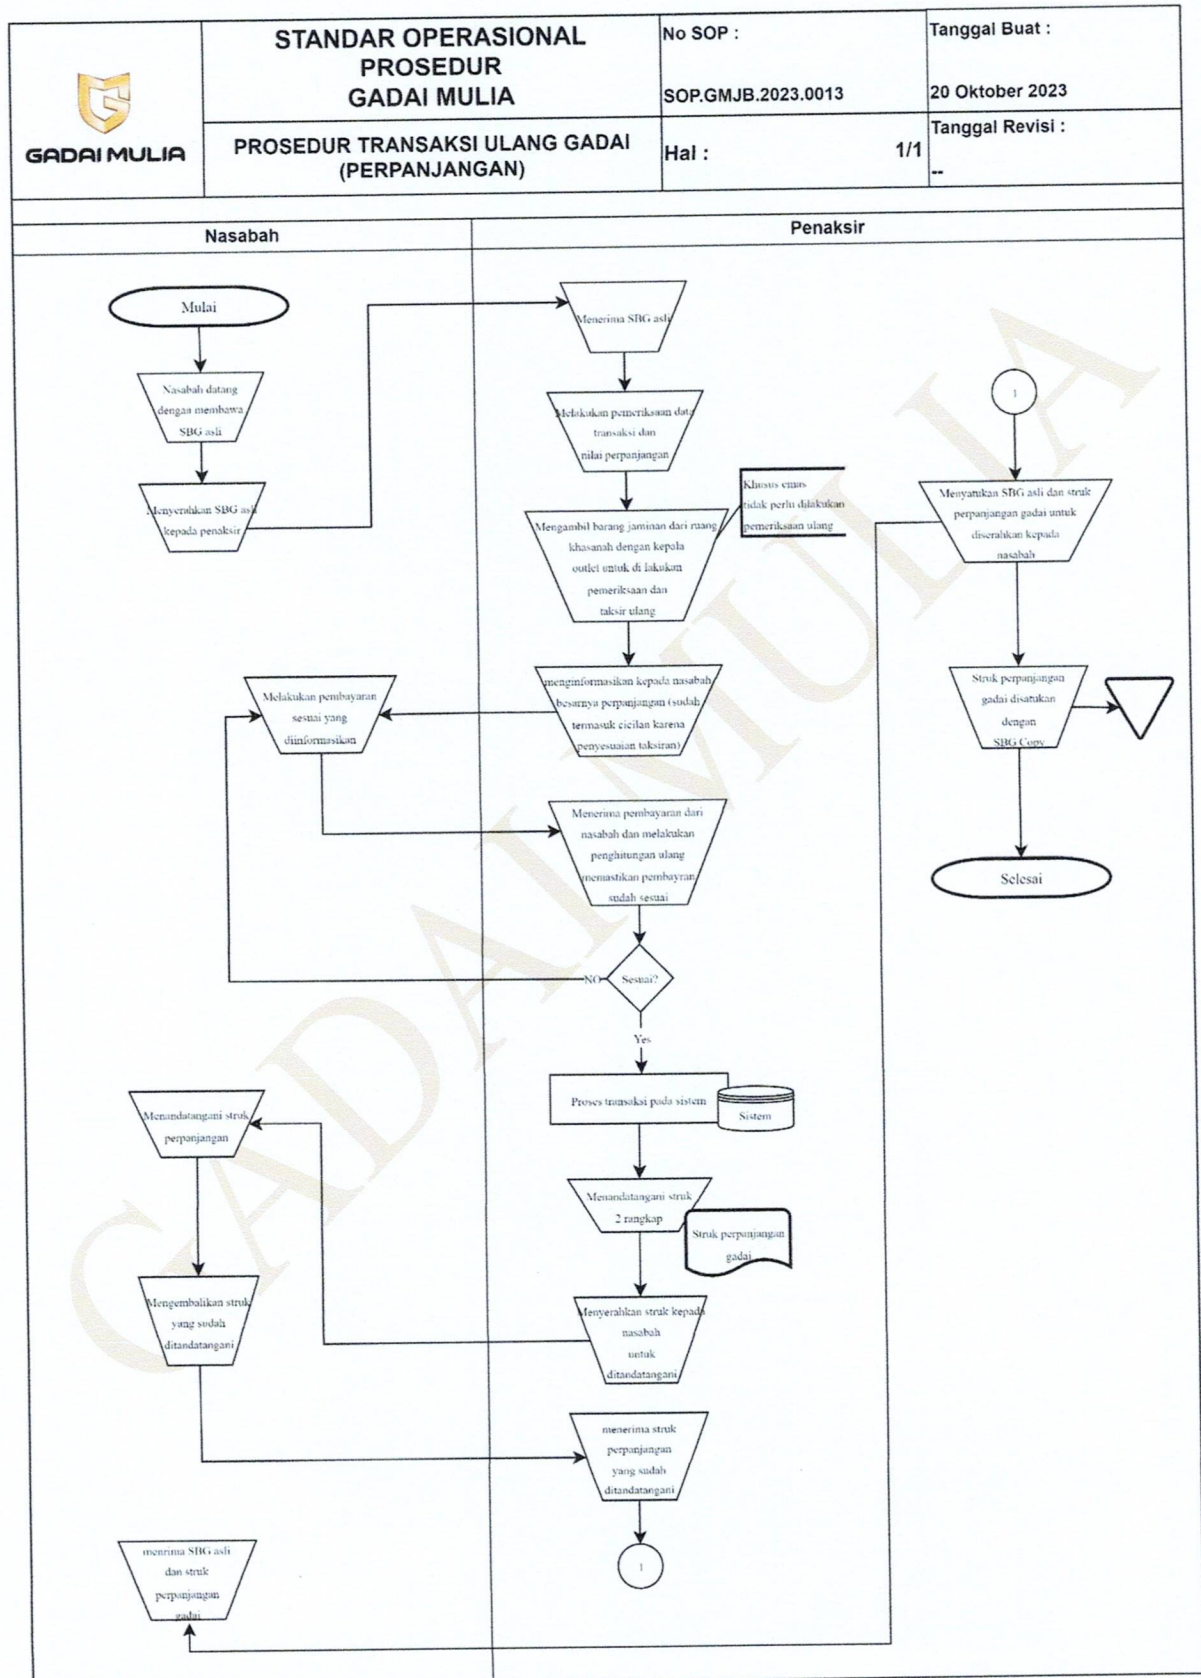 STANDAR OPERASIONAL
PROSEDUR
GADAI MULIA
No SOP :
SOP.GMJB.2023.0013
Tanggal Buat :
20 Oktober 2023
GADAI MULIA
PROSEDUR TRANSAKSI ULANG GADAI
(PERPANJANGAN)
Hal :
1/1
Tanggal Revisi :
--
Nasabah
Penaksir
Mulai
Nasabah datang
dengan membawa
SBG asli
Menyerahkan SBG asli
kepada penaksir
Menerima SBG asli
Melakukan pemeriksaan data
transaksi dan
nilai perpanjangan
Khusus emas
tidak perlu dilakukan
pemeriksaan ulang
Mengambil barang jaminan dari ruang
khasanah dengan kepala
outlet untuk di lakukan
pemeriksaan dan
taksir ulang
menginformasikan kepada nasabah
besarnya perpanjangan (sudah
termasuk cicilan karena
penyesuaian taksiran)
Melakukan pembayaran
sesuai yang
diinformasikan
Menerima pembayaran dari
nasabah dan melakukan
penghitungan ulang
memastikan pembayran
sudah sesuai
Sesuai?
NO
Yes
Proses transaksi pada sistem
Sistem
Menandatangani struk
2 rangkap
Struk perpanjangan
gadai
Menyerahkan struk kepada
nasabah
untuk
ditandatangani
Menandatangani struk
perpanjangan
Mengembalikan struk
yang sudah
ditandatangani
menerima struk
perpanjangan
yang sudah
ditandatangani
1
1
Menyatukan SBG asli dan struk
perpanjangan gadai untuk
diserahkan kepada
nasabah
Struk perpanjangan
gadai disatukan
dengan
SBG Copy
Selesai
menrima SBG asli
dan struk
perpanjangan
gadai
GADAI MULIA